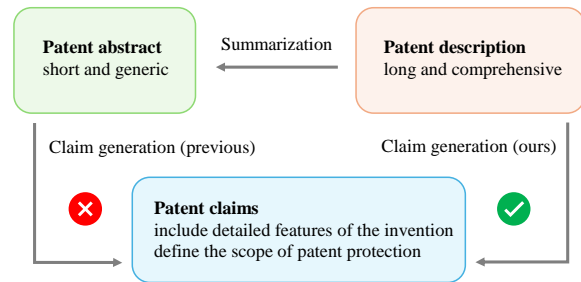 Patent abstract
short and generic
Summarization
Patent description
long and comprehensive
Claim generation (previous)
Claim generation (ours)
Patent claims
include detailed features of the invention
define the scope of patent protection